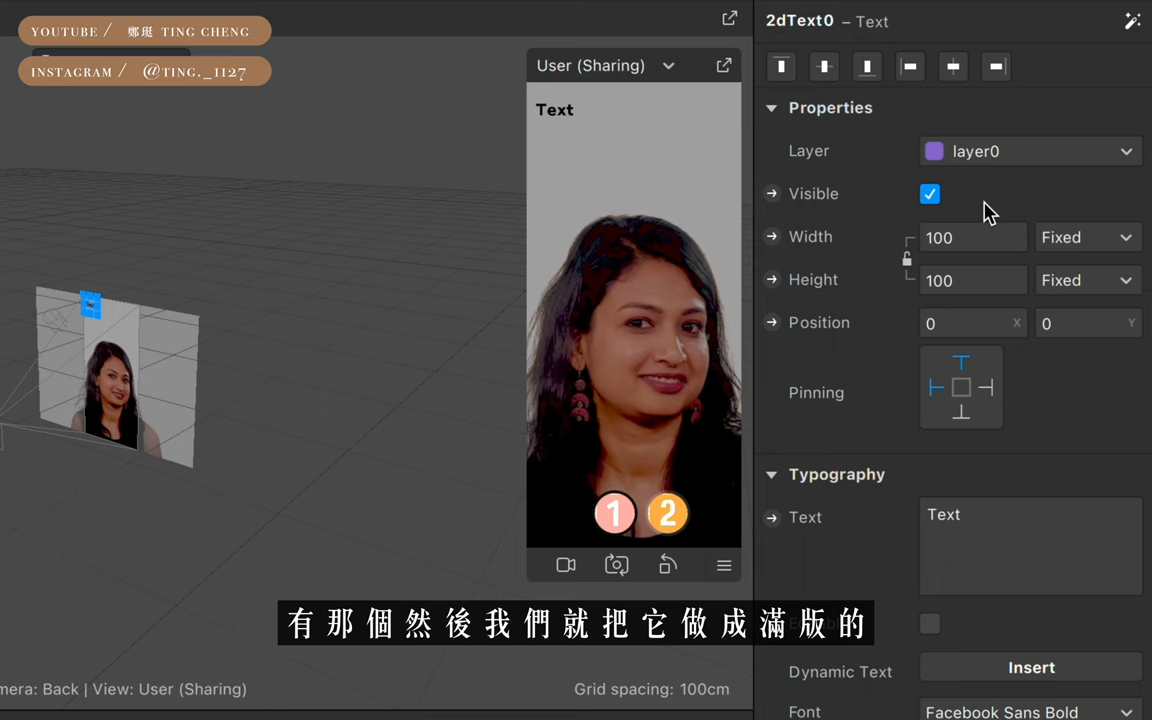 YOUTUBE / 鄭珽 TING CHENG
INSTAGRAM / @TING._1127
User (Sharing)
Text
1 2
mera: Back | View: User (Sharing)
Grid spacing: 100cm
有那個然後我們就把它做成滿版的
2dText0 – Text
Properties
Layer layer0
Visible
Width 100 Fixed
Height 100 Fixed
Position 0 X 0 Y
Pinning
Typography
Text Text
Dynamic Text Insert
Font Facebook Sans Bold